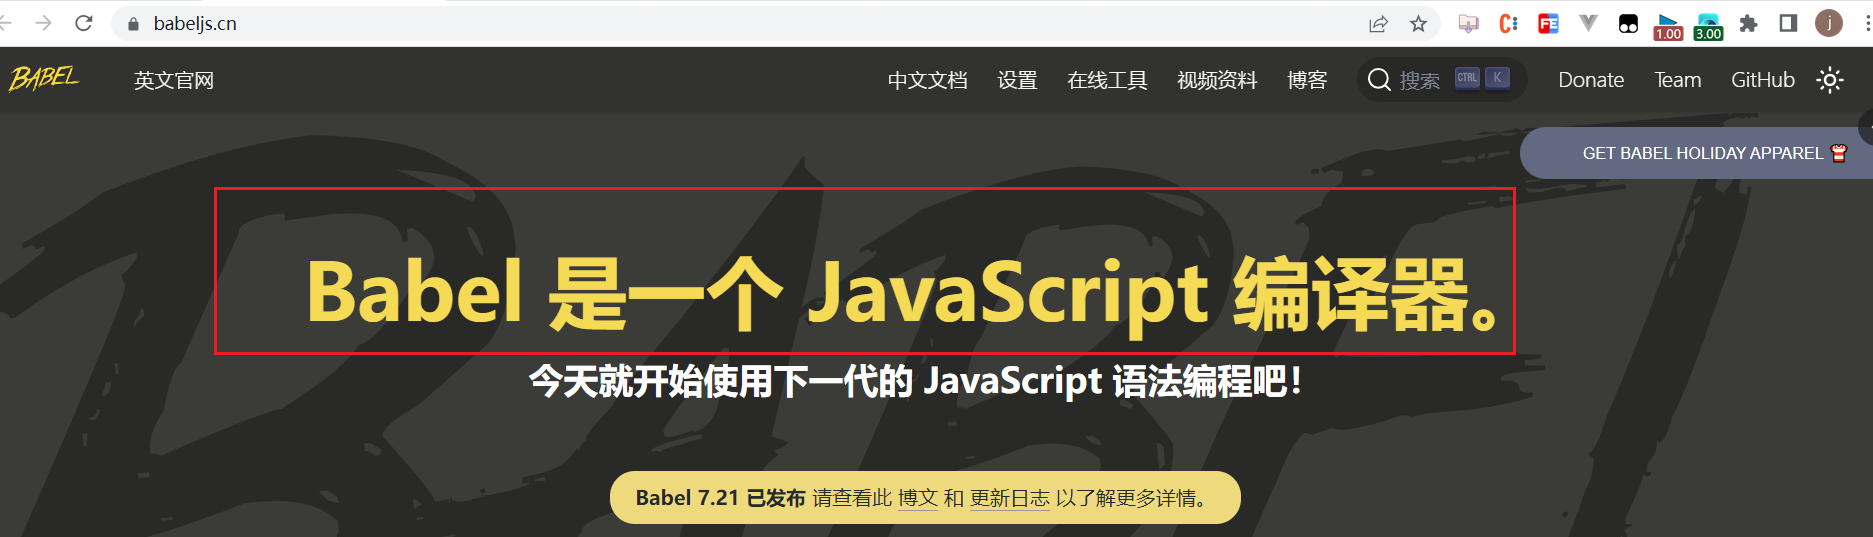 babeljs.cn
1.00
3.00
j
BABEL
英文官网
中文文档 设置 在线工具 视频资料 博客
搜索 CTRL K
Donate Team GitHub
GET BABEL HOLIDAY APPAREL
Babel 是一个 JavaScript 编译器。
今天就开始使用下一代的 JavaScript 语法编程吧！
Babel 7.21 已发布 请查看此 博文 和 更新日志 以了解更多详情。